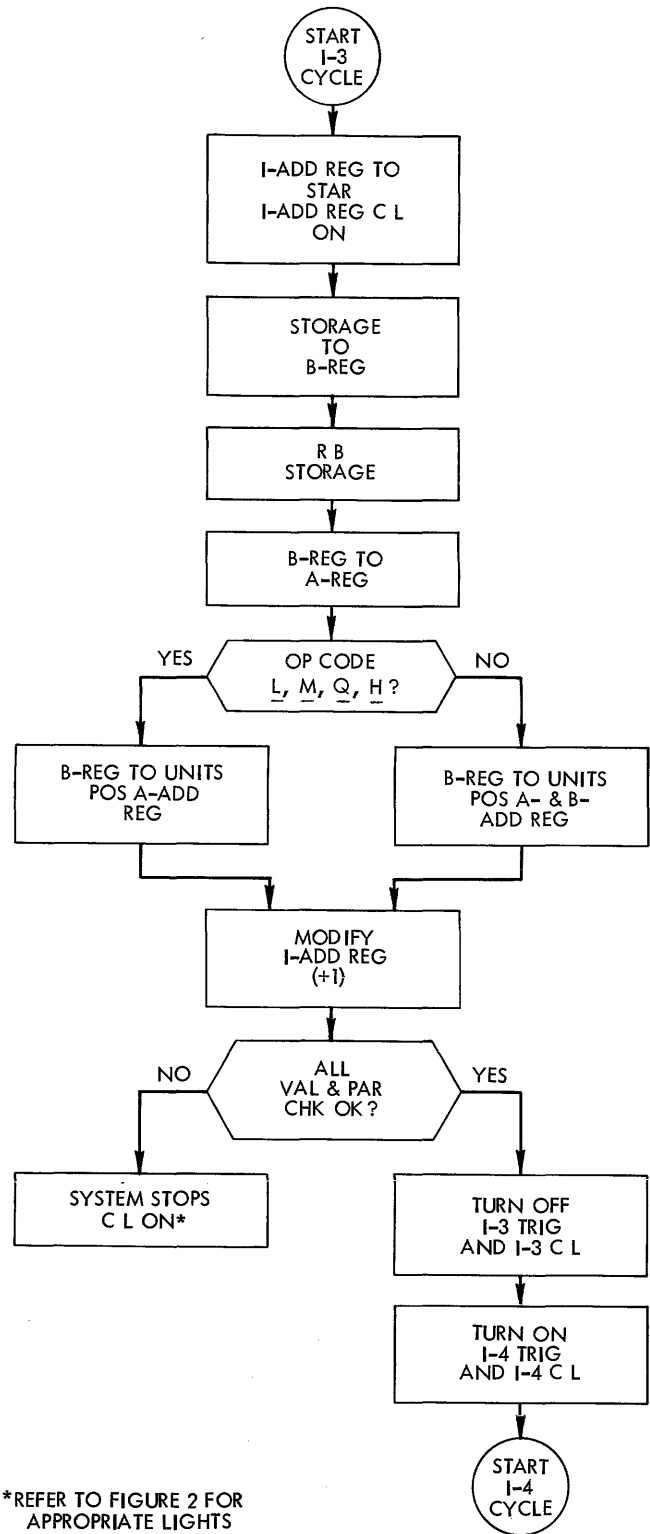 START
I-3
CYCLE
I-ADD REG TO
STAR
I-ADD REG C L
ON
STORAGE
TO
B-REG
R B
STORAGE
B-REG TO
A-REG
YES
OP CODE
L, M, Q, H?
NO
B-REG TO UNITS
POS A-ADD
REG
B-REG TO UNITS
POS A- & B-
ADD REG
MODIFY
I-ADD REG
(+1)
NO
ALL
VAL & PAR
CHK OK?
YES
SYSTEM STOPS
C L ON*
TURN OFF
I-3 TRIG
AND I-3 C L
TURN ON
I-4 TRIG
AND I-4 C L
START
I-4
CYCLE
*REFER TO FIGURE 2 FOR
APPROPRIATE LIGHTS